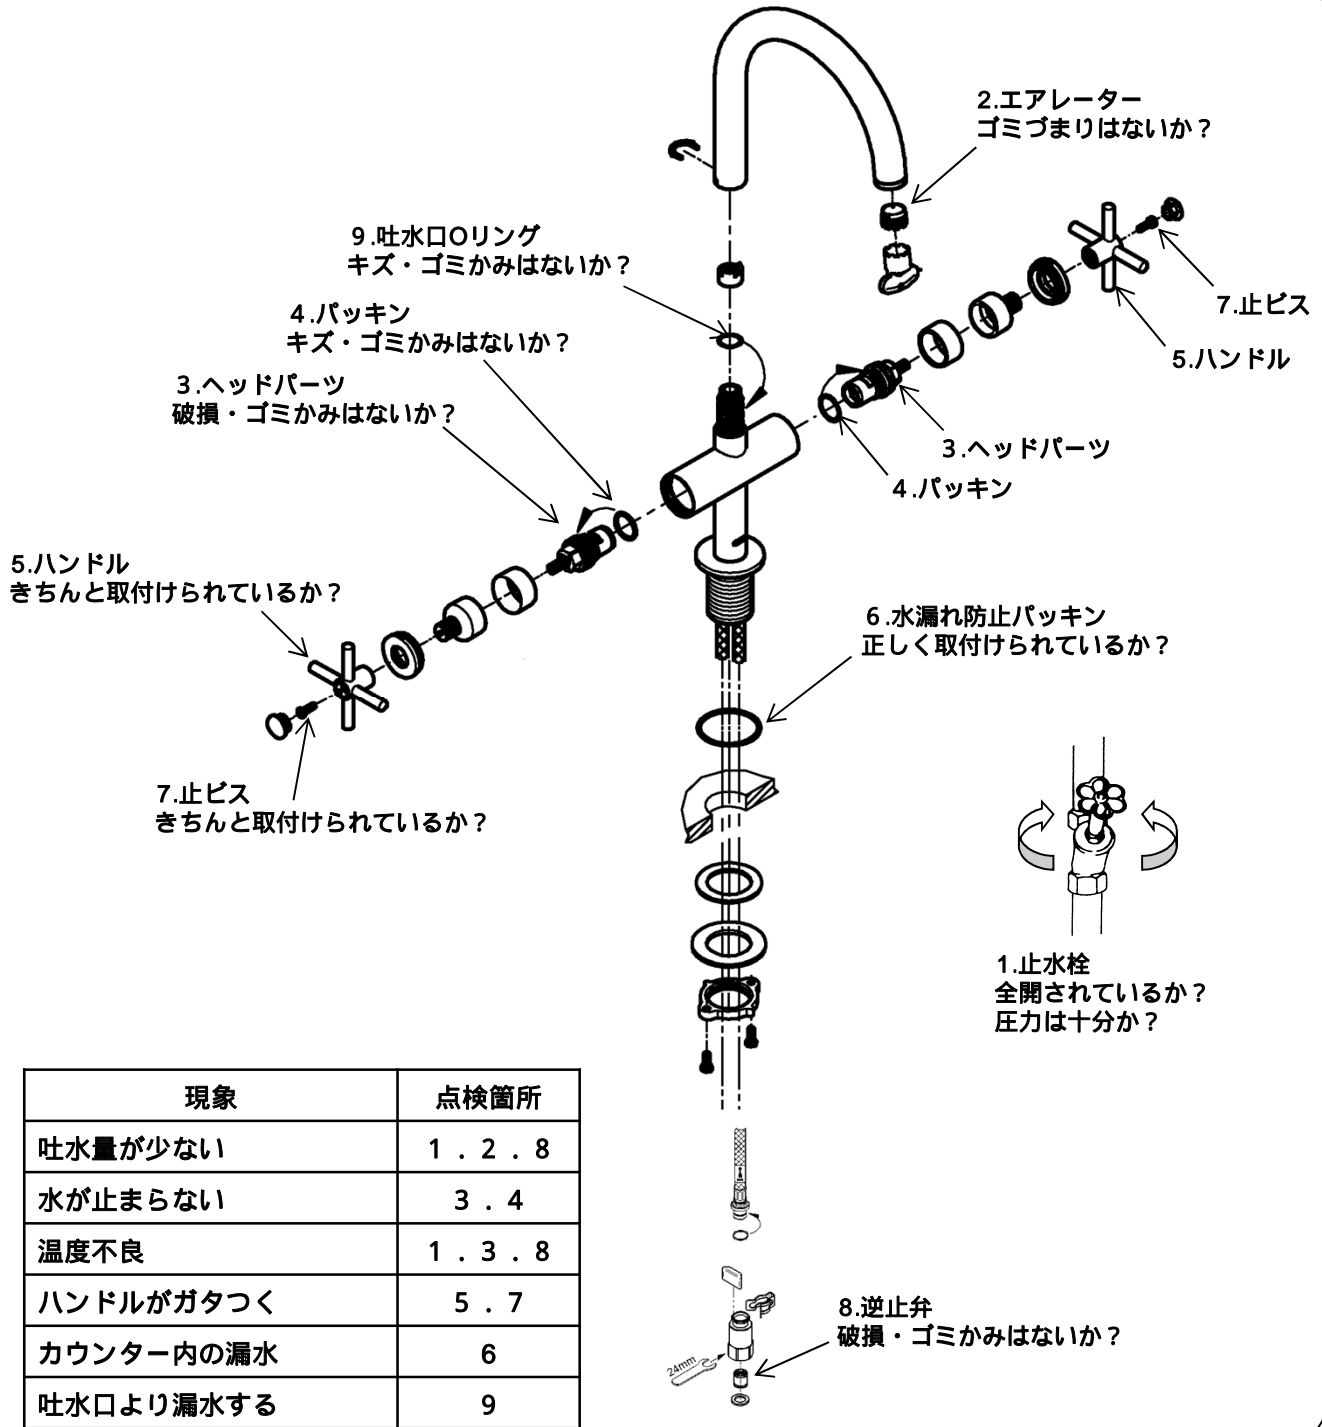 2.エアレーター
ゴミづまりはないか？
9.吐水口Oリング
キズ・ゴミかみはないか？
4.パッキン
キズ・ゴミかみはないか？
3.ヘッドパーツ
破損・ゴミかみはないか？
7.止ビス
5.ハンドル
3.ヘッドパーツ
4.パッキン
5.ハンドル
きちんと取付けられているか？
6.水漏れ防止パッキン
正しく取付けられているか？
7.止ビス
きちんと取付けられているか？
1.止水栓
全開されているか？
圧力は十分か？
現象 点検箇所
吐水量が少ない 1．2．8
水が止まらない 3．4
温度不良 1．3．8
ハンドルがガタつく 5．7
カウンター内の漏水 6
吐水口より漏水する 9
8.逆止弁
破損・ゴミかみはないか？
24mm